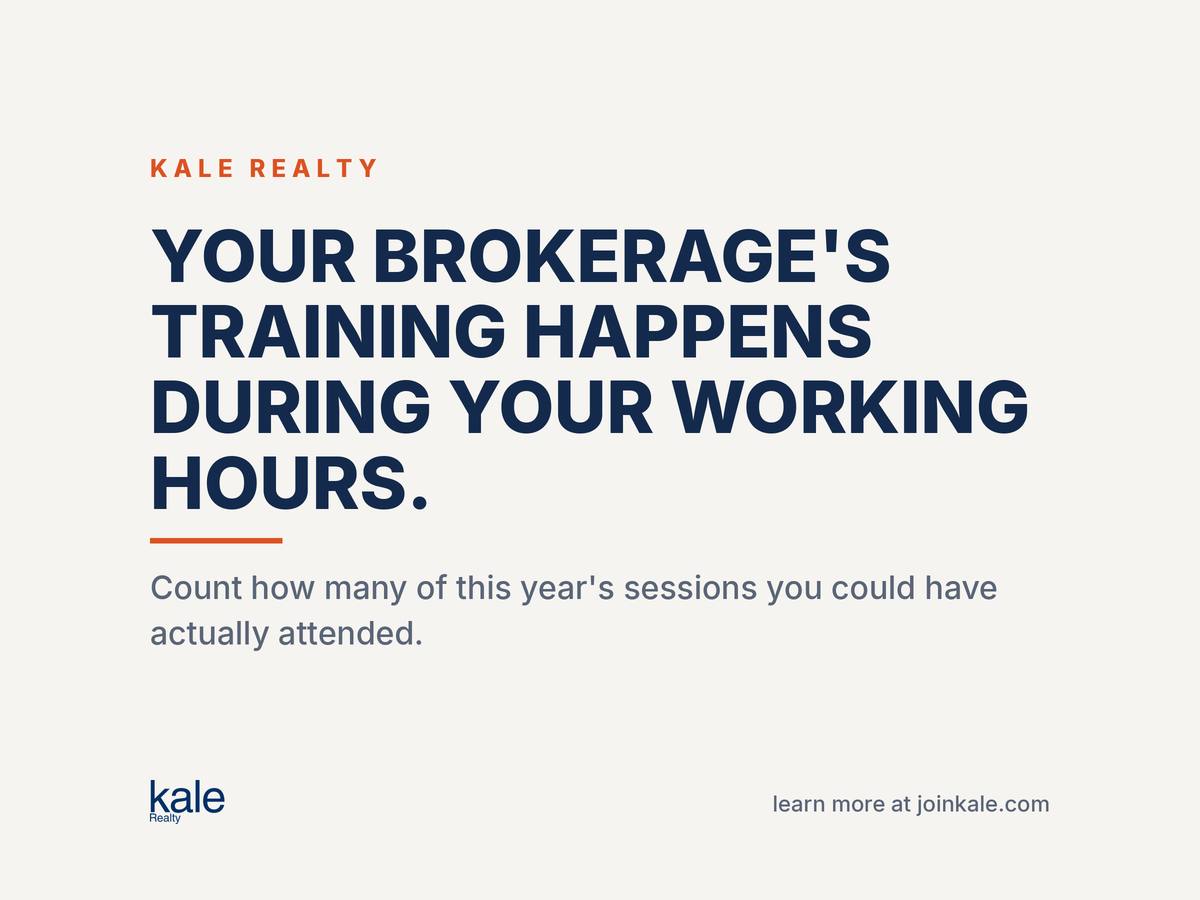 KALE REALTY
YOUR BROKERAGE'S
TRAINING HAPPENS
DURING YOUR WORKING
HOURS.
Count how many of this year's sessions you could have
actually attended.
kale
Realty
learn more at joinkale.com